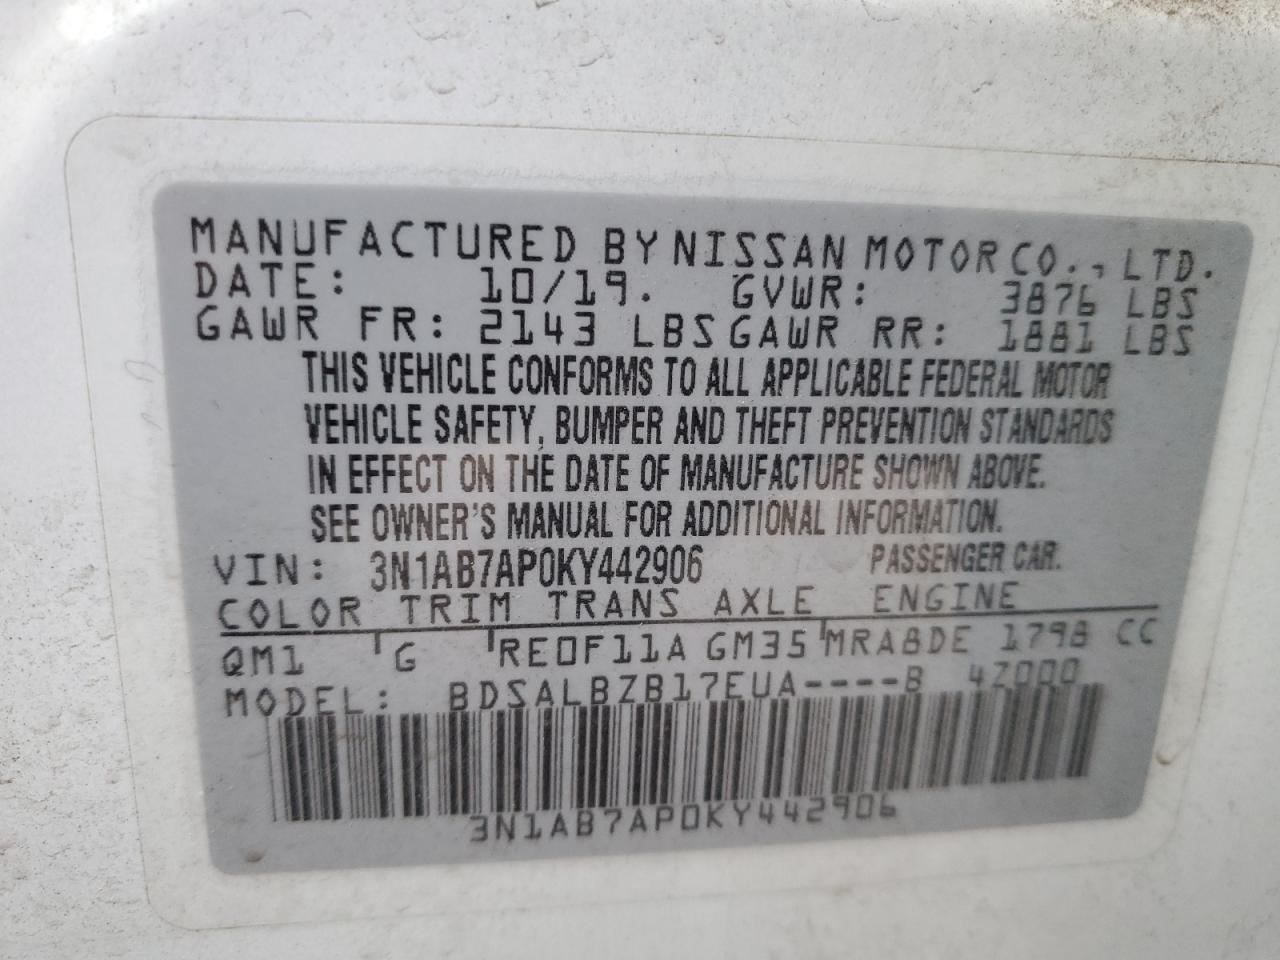 MANUFACTURED BY NISSAN MOTOR CO., LTD.
DATE: 10/19. GVWR: 3876 LBS
GAWR FR: 2143 LBS GAWR RR: 1881 LBS
THIS VEHICLE CONFORMS TO ALL APPLICABLE FEDERAL MOTOR
VEHICLE SAFETY, BUMPER AND THEFT PREVENTION STANDARDS
IN EFFECT ON THE DATE OF MANUFACTURE SHOWN ABOVE.
SEE OWNER'S MANUAL FOR ADDITIONAL INFORMATION.
VIN: 3N1AB7AP0KY442906 PASSENGER CAR.
COLOR TRIM TRANS AXLE ENGINE
QM1 G RE0F11A GM35 MRA8DE 1798 CC
MODEL: BDSALBZB17EUA----B 4Z000
3N1AB7AP0KY442906